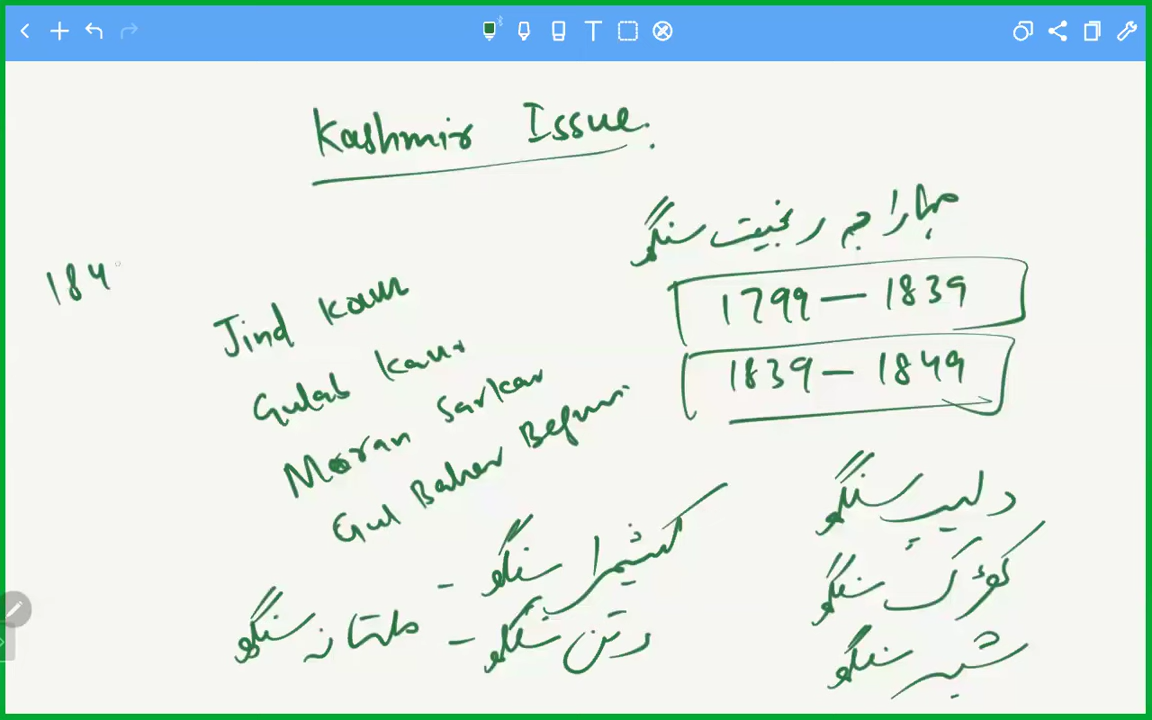 Kashmir Issue.
مہاراجہ رنجیت سنگھ
1799 — 1839
1839 — 1849
184
Jind Kaur
Gulab Kaur
Moran Sarkar
Gul Bahar Begum
دلیپ سنگھ
کھڑک سنگھ
شیر سنگھ
کشمیرا سنگھ -
رتن سنگھ - ملتانہ سنگھ
T